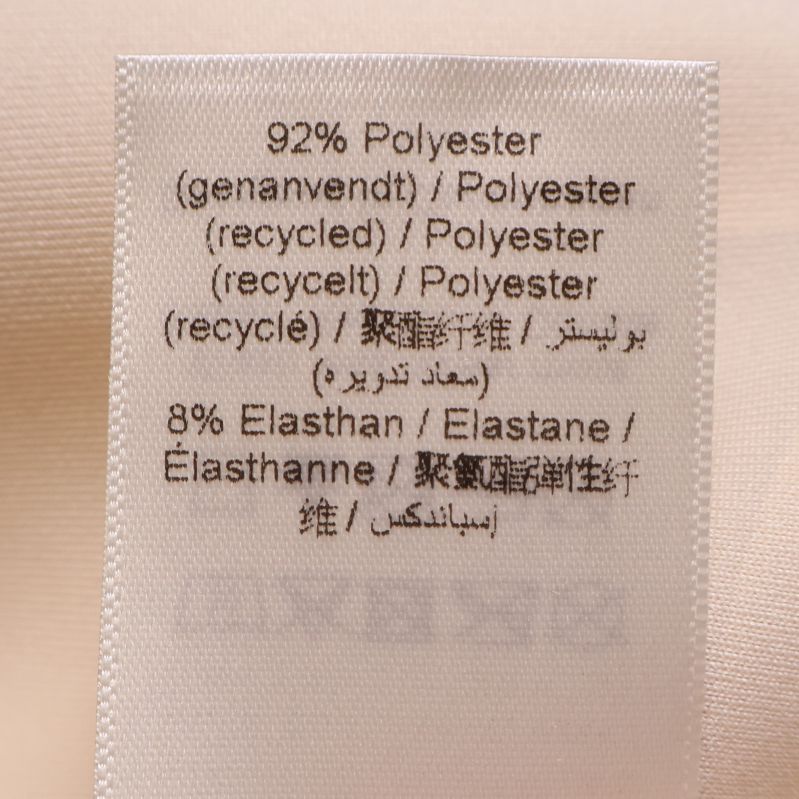 92% Polyester
(genanvendt) / Polyester
(recycled) / Polyester
(recycelt) / Polyester
(recyclé) / 聚酯纤维 / بوليستر
(معاد تدويره)
8% Elasthan / Elastane /
Élasthanne / 聚氨酯弹性纤
维 / إسباندكس